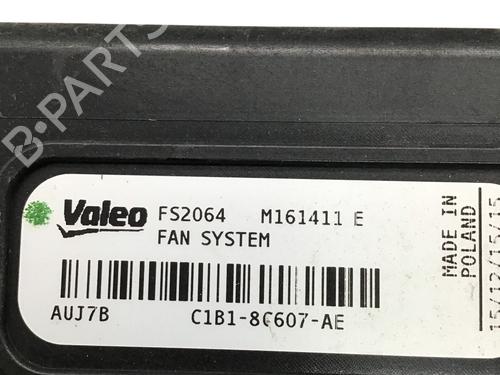 B-PARTS
Valeo FS2064 M161411 E
FAN SYSTEM
AUJ7B C1B1-8C607-AE
MADE IN
POLAND
15/12/15/15